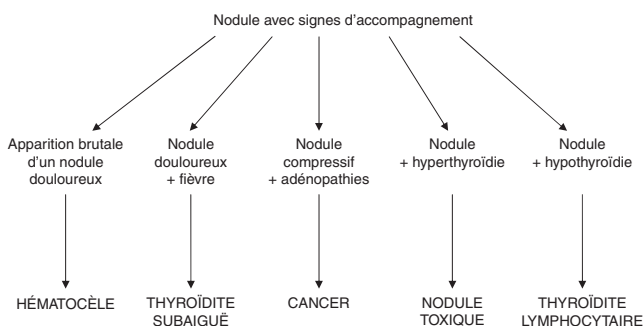 Nodule avec signes d'accompagnement
Apparition brutale
d'un nodule
douloureux
Nodule
douloureux
+ fièvre
Nodule
compressif
+ adénopathies
Nodule
+ hyperthyroïdie
Nodule
+ hypothyroïdie
HÉMATOCÈLE
THYROÏDITE
SUBAIGUË
CANCER
NODULE
TOXIQUE
THYROÏDITE
LYMPHOCYTAIRE